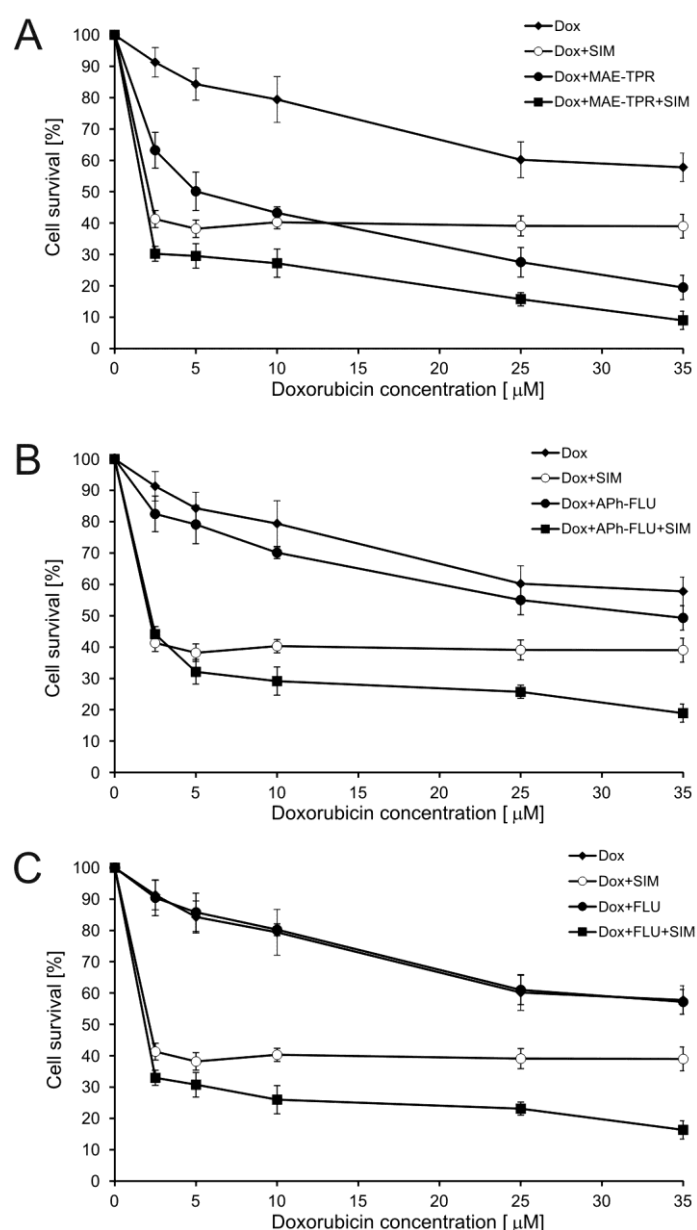 A
Cell survival [%]
100
90
80
70
60
50
40
30
20
10
0
0 5 10 15 20 25 30 35
Doxorubicin concentration [ μM]
Dox
Dox+SIM
Dox+MAE-TPR
Dox+MAE-TPR+SIM
B
Cell survival [%]
100
90
80
70
60
50
40
30
20
10
0
0 5 10 15 20 25 30 35
Doxorubicin concentration [ μM]
Dox
Dox+SIM
Dox+APh-FLU
Dox+APh-FLU+SIM
C
Cell survival [%]
100
90
80
70
60
50
40
30
20
10
0
0 5 10 15 20 25 30 35
Doxorubicin concentration [ μM]
Dox
Dox+SIM
Dox+FLU
Dox+FLU+SIM